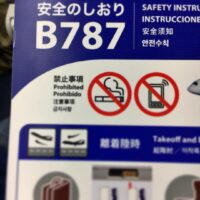 安全のしおり
B787
SAFETY INSTRU
INSTRUCCIONE
安全须知
안전수칙
禁止事項
Prohibited
Prohibido
注意事項
금지사항
離着陸時
Takeoff and